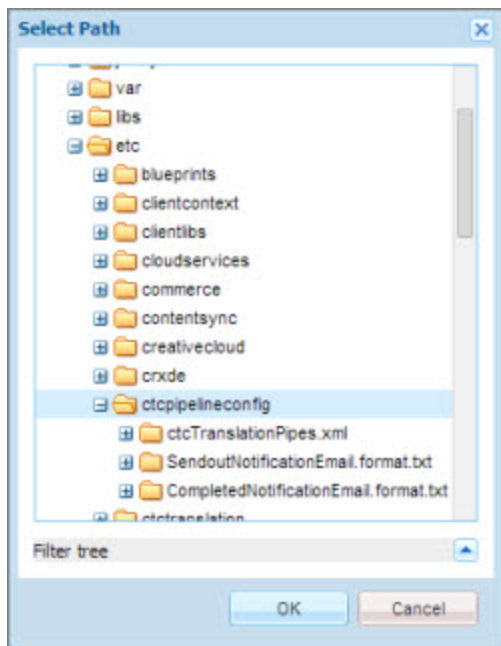 Select Path
var
libs
etc
blueprints
clientcontext
clientlibs
cloudservices
commerce
contentsync
creativecloud
crxde
ctcpipelineconfig
ctcTranslationPipes.xml
SendoutNotificationEmail.format.txt
CompletedNotificationEmail.format.txt
ctctranslation
Filter tree
OK
Cancel